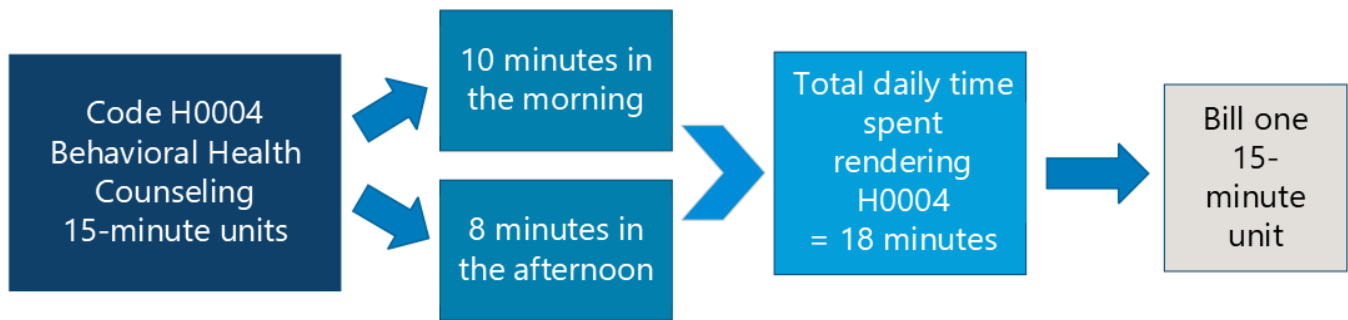 Code H0004
Behavioral Health
Counseling
15-minute units
10 minutes in
the morning
8 minutes in
the afternoon
Total daily time
spent
rendering
H0004
= 18 minutes
Bill one
15-
minute
unit